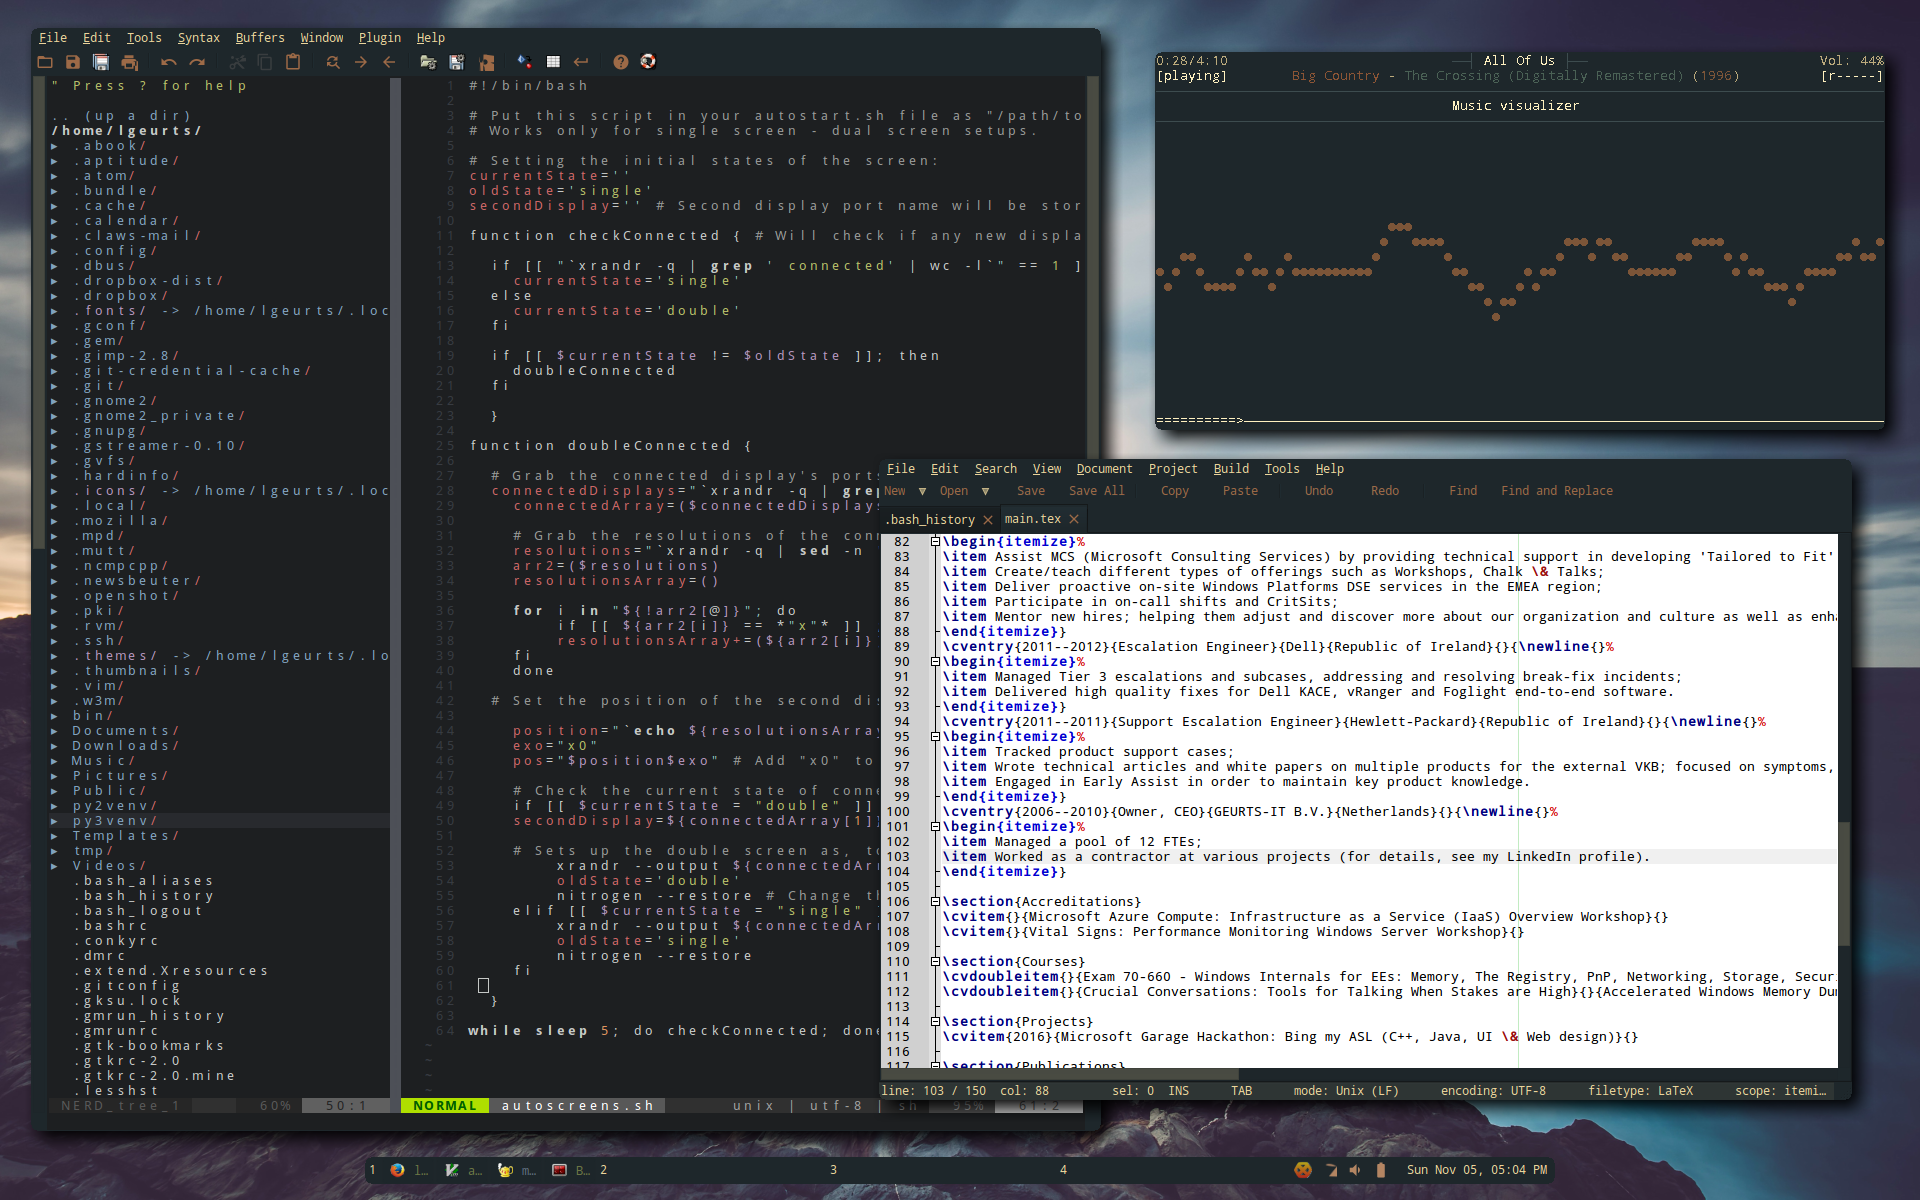 File Edit Tools Syntax Buffers Window Plugin Help
" Press ? for help
.. (up a dir)
/home/lgeurts/
▸ .abook/
▸ .aptitude/
▸ .atom/
▸ .bundle/
▸ .cache/
▸ .calendar/
▸ .claws-mail/
▸ .config/
▸ .dbus/
▸ .dropbox-dist/
▸ .dropbox/
▸ .fonts/ -> /home/lgeurts/.loc
▸ .gconf/
▸ .gem/
▸ .gimp-2.8/
▸ .git-credential-cache/
▸ .git/
▸ .gnome2/
▸ .gnome2_private/
▸ .gnupg/
▸ .gstreamer-0.10/
▸ .gvfs/
▸ .hardinfo/
▸ .icons/ -> /home/lgeurts/.loc
▸ .local/
▸ .mozilla/
▸ .mpd/
▸ .mutt/
▸ .ncmpcpp/
▸ .newsbeuter/
▸ .openshot/
▸ .pki/
▸ .rvm/
▸ .ssh/
▸ .themes/ -> /home/lgeurts/.lo
▸ .thumbnails/
▸ .vim/
▸ .w3m/
▸ bin/
▸ Documents/
▸ Downloads/
▸ Music/
▸ Pictures/
▸ Public/
▸ py2venv/
▸ py3venv/
▸ Templates/
▸ tmp/
▸ Videos/
.bash_aliases
.bash_history
.bash_logout
.bashrc
.conkyrc
.dmrc
.extend.Xresources
.gitconfig
.gksu.lock
.gmrun_history
.gmrunrc
.gtk-bookmarks
.gtkrc-2.0
.gtkrc-2.0.mine
.lesshst
NERD_tree_1 60% 50:1
1 #!/bin/bash
2
3 # Put this script in your autostart.sh file as "/path/to
4 # Works only for single screen - dual screen setups.
5
6 # Setting the initial states of the screen:
7 currentState=''
8 oldState='single'
9 secondDisplay='' # Second display port name will be stor
10
11 function checkConnected { # Will check if any new displa
12
13 if [[ "`xrandr -q | grep ' connected' | wc -l`" == 1 ]
14 currentState='single'
15 else
16 currentState='double'
17 fi
18
19 if [[ $currentState != $oldState ]]; then
20 doubleConnected
21 fi
22
23 }
24
25 function doubleConnected {
26
27 # Grab the connected display's ports
28 connectedDisplays="`xrandr -q | grep
29 connectedArray=($connectedDisplays
30
31 # Grab the resolutions of the con
32 resolutions="`xrandr -q | sed -n
33 arr2=($resolutions)
34 resolutionsArray=()
35
36 for i in "${!arr2[@]}"; do
37 if [[ ${arr2[i]} == *"x"* ]]
38 resolutionsArray+=(${arr2[i]}
39 fi
40 done
41
42 # Set the position of the second dis
43
44 position="`echo ${resolutionsArray
45 exo="x0"
46 pos="$position$exo" # Add "x0" to
47
48 # Check the current state of conne
49 if [[ $currentState = "double" ]]
50 secondDisplay=${connectedArray[1]}
51
52 # Sets up the double screen as, to
53 xrandr --output ${connectedArr
54 oldState='double'
55 nitrogen --restore # Change th
56 elif [[ $currentState = "single"
57 xrandr --output ${connectedArr
58 oldState='single'
59 nitrogen --restore
60 fi
61
62 }
63
64 while sleep 5; do checkConnected; done
~
~
~
~
NORMAL autoscreens.sh unix | utf-8 | sh 95% 61:2
0:28/4:10 All Of Us Vol: 44%
[playing] Big Country - The Crossing (Digitally Remastered) (1996) [r-----]
Music visualizer
==========>
File Edit Search View Document Project Build Tools Help
New Open Save Save All Copy Paste Undo Redo Find Find and Replace
.bash_history main.tex
82 \begin{itemize}%
83 \item Assist MCS (Microsoft Consulting Services) by providing technical support in developing 'Tailored to Fit'
84 \item Create/teach different types of offerings such as Workshops, Chalk \& Talks;
85 \item Deliver proactive on-site Windows Platforms DSE services in the EMEA region;
86 \item Participate in on-call shifts and CritSits;
87 \item Mentor new hires; helping them adjust and discover more about our organization and culture as well as enha
88 \end{itemize}}
89 \cventry{2011--2012}{Escalation Engineer}{Dell}{Republic of Ireland}{}{\newline{}%
90 \begin{itemize}%
91 \item Managed Tier 3 escalations and subcases, addressing and resolving break-fix incidents;
92 \item Delivered high quality fixes for Dell KACE, vRanger and Foglight end-to-end software.
93 \end{itemize}}
94 \cventry{2011--2011}{Support Escalation Engineer}{Hewlett-Packard}{Republic of Ireland}{}{\newline{}%
95 \begin{itemize}%
96 \item Tracked product support cases;
97 \item Wrote technical articles and white papers on multiple products for the external VKB; focused on symptoms,
98 \item Engaged in Early Assist in order to maintain key product knowledge.
99 \end{itemize}}
100 \cventry{2006--2010}{Owner, CEO}{GEURTS-IT B.V.}{Netherlands}{}{\newline{}%
101 \begin{itemize}%
102 \item Managed a pool of 12 FTEs;
103 \item Worked as a contractor at various projects (for details, see my LinkedIn profile).
104 \end{itemize}}
105
106 \section{Accreditations}
107 \cvitem{}{Microsoft Azure Compute: Infrastructure as a Service (IaaS) Overview Workshop}{}
108 \cvitem{}{Vital Signs: Performance Monitoring Windows Server Workshop}{}
109
110 \section{Courses}
111 \cvdoubleitem{}{Exam 70-660 - Windows Internals for EEs: Memory, The Registry, PnP, Networking, Storage, Secur
112 \cvdoubleitem{}{Crucial Conversations: Tools for Talking When Stakes are High}{}{Accelerated Windows Memory Dum
113
114 \section{Projects}
115 \cvitem{2016}{Microsoft Garage Hackathon: Bing my ASL (C++, Java, UI \& Web design)}{}
116
117 \section{Publications}
line: 103 / 150 col: 88 sel: 0 INS TAB mode: Unix (LF) encoding: UTF-8 filetype: LaTeX scope: itemi…
1 l… a… m… B… 2 3 4 Sun Nov 05, 05:04 PM